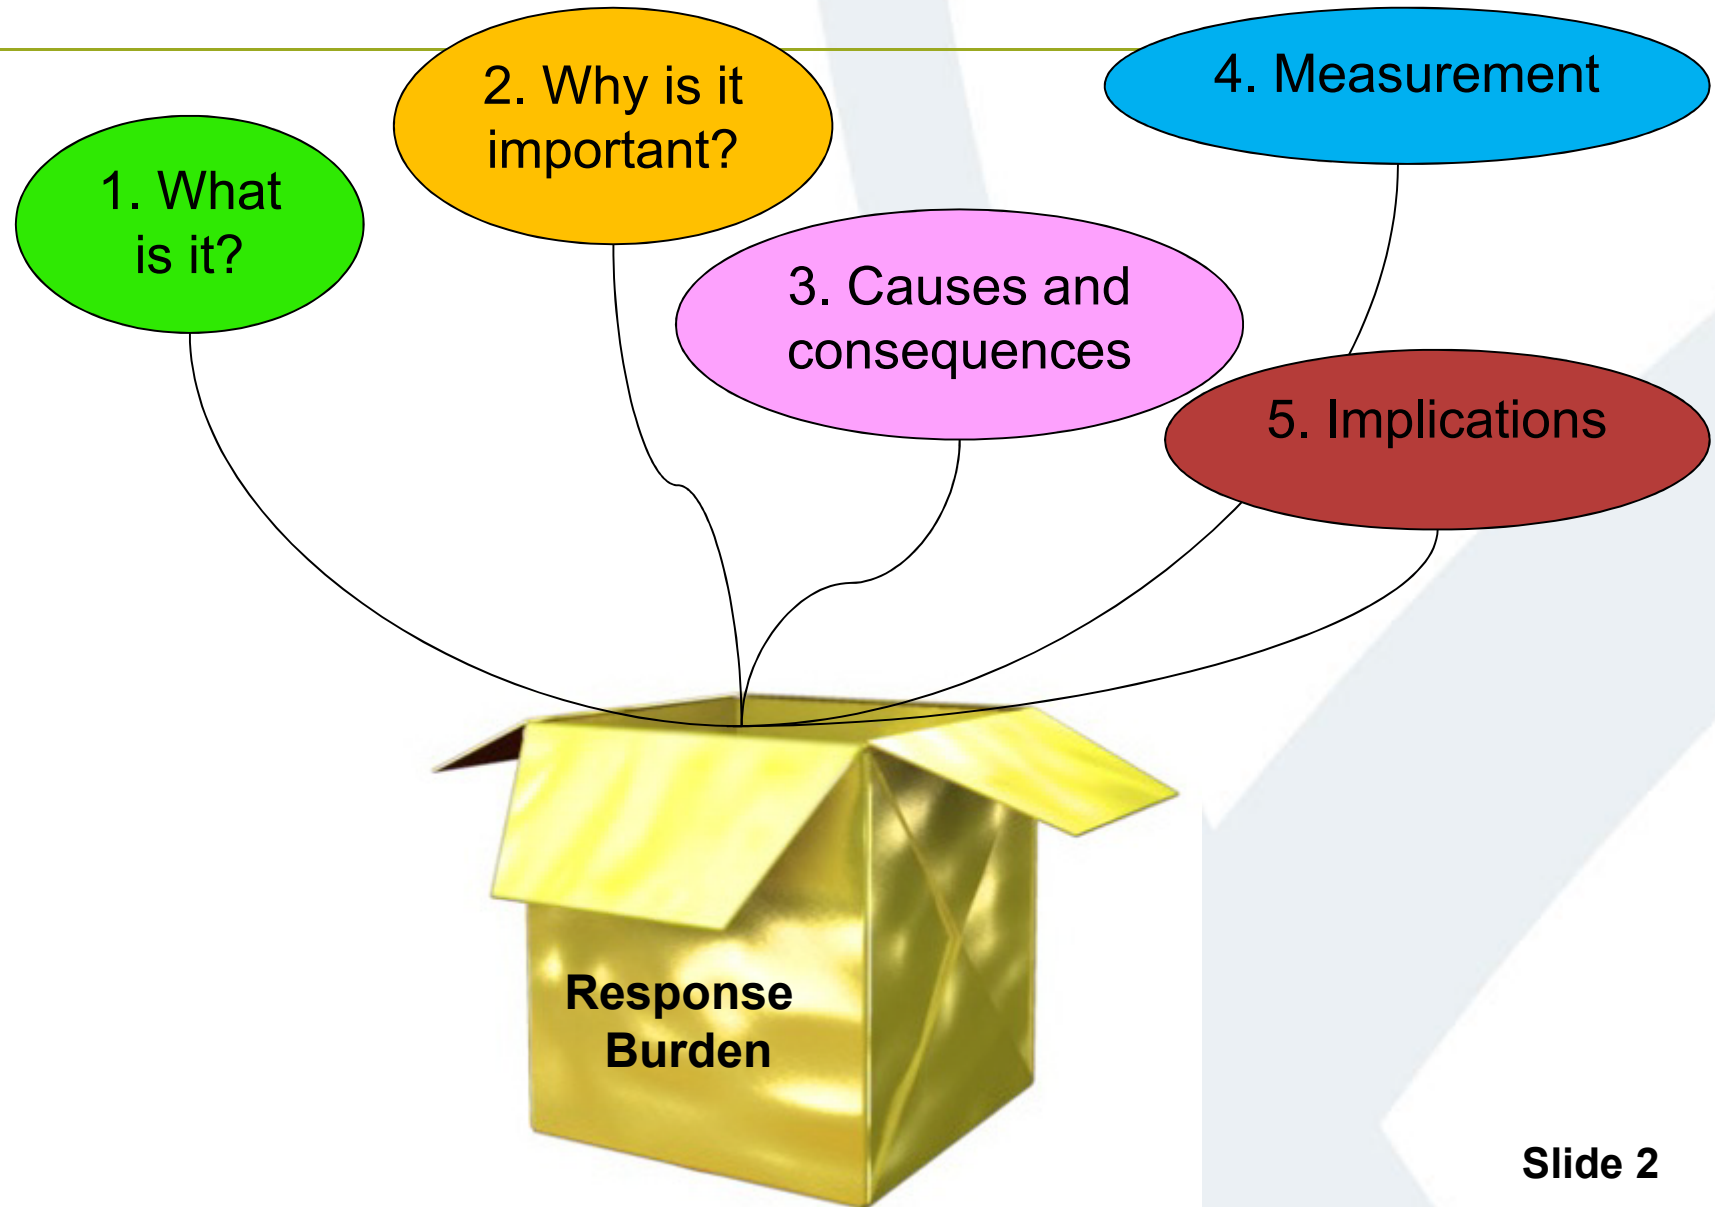 1. What
is it?
2. Why is it
important?
3. Causes and
consequences
4. Measurement
5. Implications
Response
Burden
Slide 2